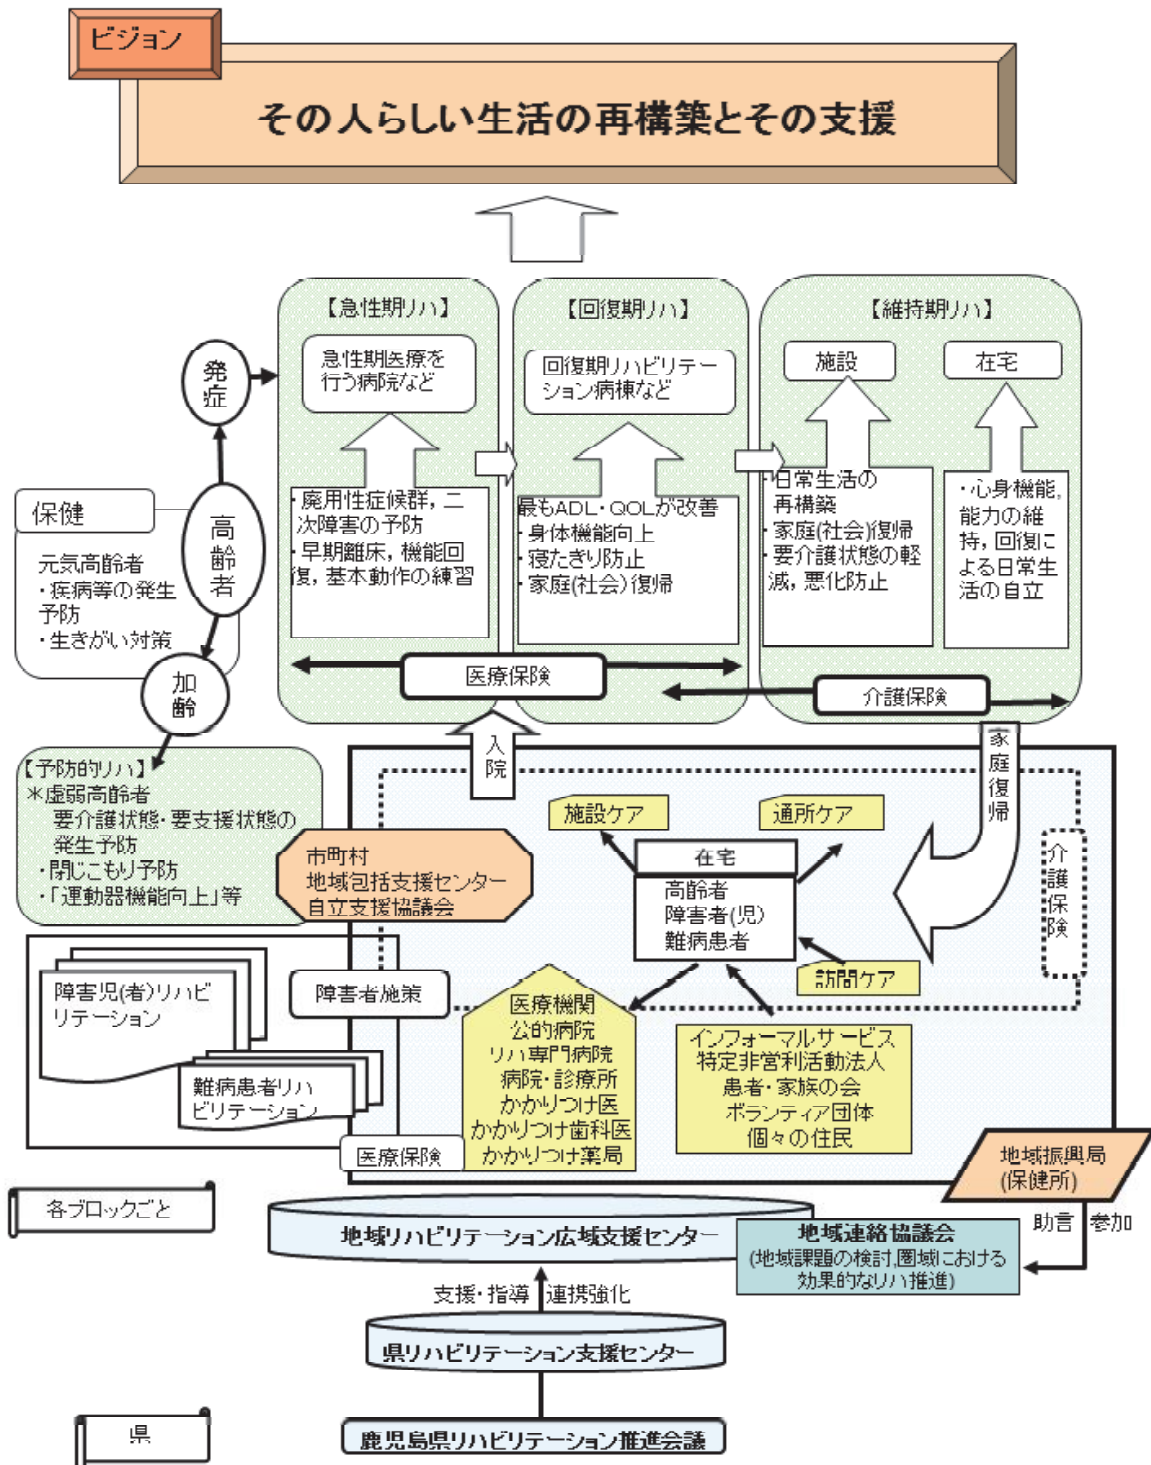 ビジョン
その人らしい生活の再構築とその支援
【急性期リハ】
急性期医療を
行う病院など
・廃用性症候群，二
次障害の予防
・早期離床，機能回
復，基本動作の練習
【回復期リハ】
回復期リハビリテー
ション病棟など
最もADL・QOLが改善
・身体機能向上
・寝たきり防止
・家庭(社会)復帰
【維持期リハ】
施設
在宅
・日常生活の
再構築
・家庭(社会)復帰
・要介護状態の軽
減，悪化防止
・心身機能，
能力の維
持，回復に
よる日常生
活の自立
発症
高齢者
加齢
保健
元気高齢者
・疾病等の発生
予防
・生きがい対策
医療保険
介護保険
入院
家庭復帰
【予防的リハ】
＊虚弱高齢者
要介護状態・要支援状態の
発生予防
・閉じこもり予防
・「運動器機能向上」等
市町村
地域包括支援センター
自立支援協議会
施設ケア
通所ケア
在宅
高齢者
障害者(児)
難病患者
訪問ケア
介護保険
障害児(者)リハビ
リテーション
難病患者リハ
ビリテーション
障害者施策
医療保険
医療機関
公的病院
リハ専門病院
病院・診療所
かかりつけ医
かかりつけ歯科医
かかりつけ薬局
インフォーマルサービス
特定非営利活動法人
患者・家族の会
ボランティア団体
個々の住民
地域振興局
(保健所)
助言
参加
各ブロックごと
地域リハビリテーション広域支援センター
地域連絡協議会
(地域課題の検討,圏域における
効果的なリハ推進)
支援・指導
連携強化
県リハビリテーション支援センター
県
鹿児島県リハビリテーション推進会議